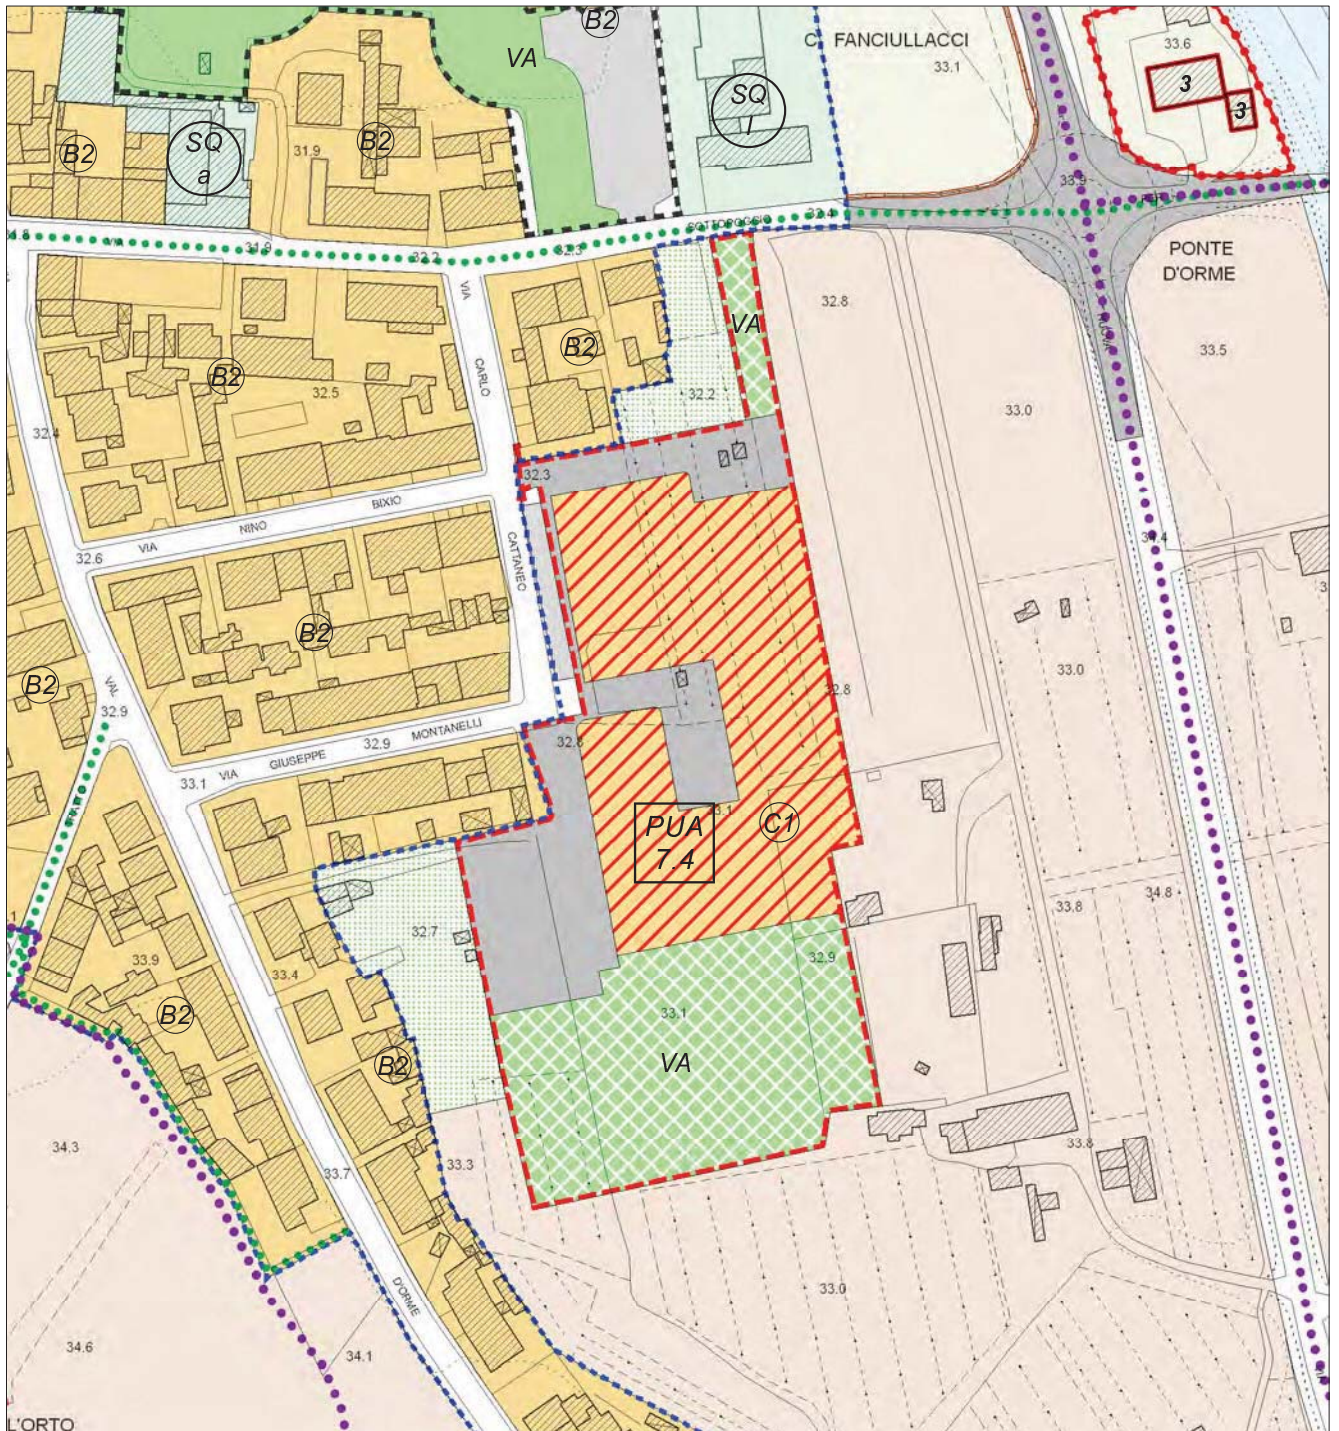 B2
VA
C. FANCIULLACCI
33.6
33.1
3
3
SQ
i
SQ
a
B2
B2
31.9
33.9
PER
SOTTOPOGGIO
32.4
VIA
31.9
32.2
32.3
PONTE
D'ORME
VIA
32.8
VA
NUOVA
33.5
B2
B2
CARLO
32.5
32.2
33.0
32.4
32.3
BIXIO
NINO
VIA
32.6
CATTANEO
34.4
B2
33.0
B2
VAL
32.9
32.8
MONTANELLI
32.9
GIUSEPPE
VIA
33.1
32.8
PUA
7.4
C1
34.8
33.8
32.7
33.9
33.4
32.9
B2
33.1
VA
B2
34.3
33.8
33.3
33.7
D'ORME
33.0
34.6
34.1
L'ORTO